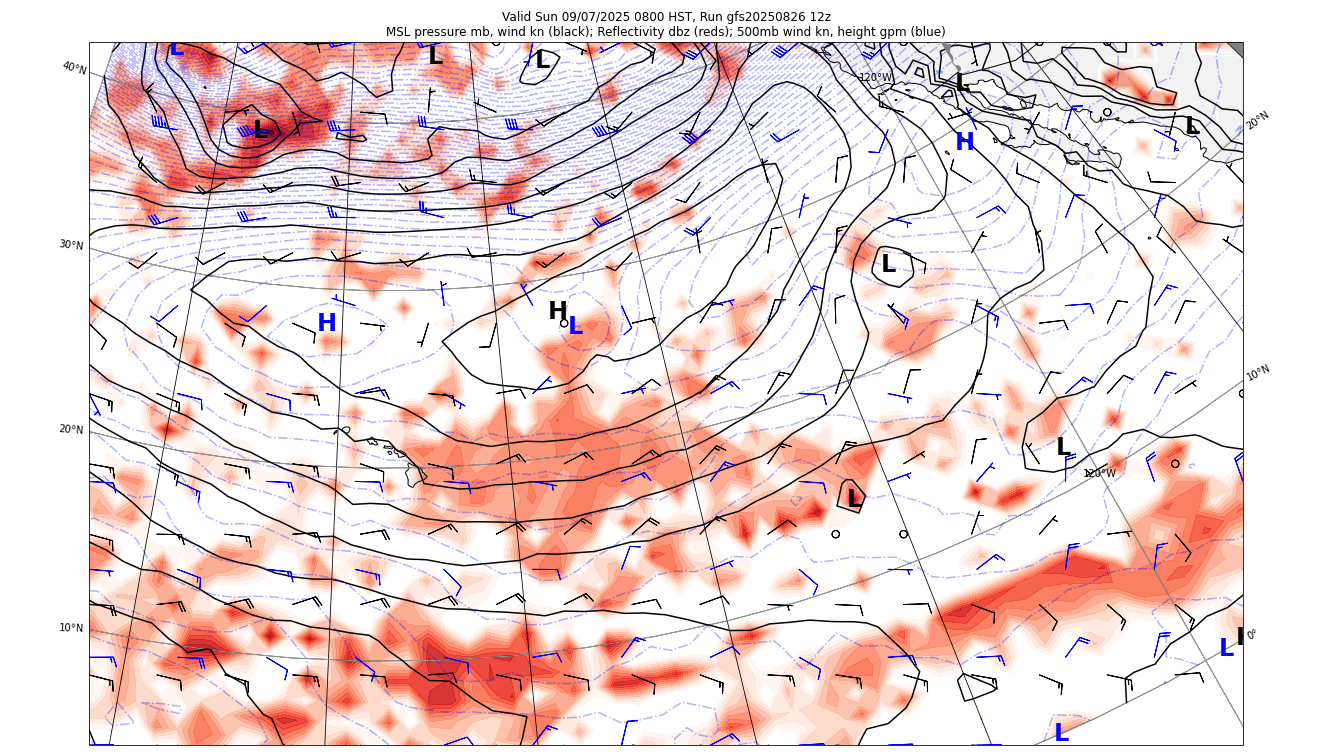 Valid Sun 09/07/2025 0800 HST, Run gfs20250826 12z
MSL pressure mb, wind kn (black); Reflectivity dbz (reds); 500mb wind kn, height gpm (blue)
L
L
L
40°N
120°W
L
20°N
L
L
H
30°N
L
H
H
L
10°N
20°N
L
120°W
L
10°N
0°
L
L